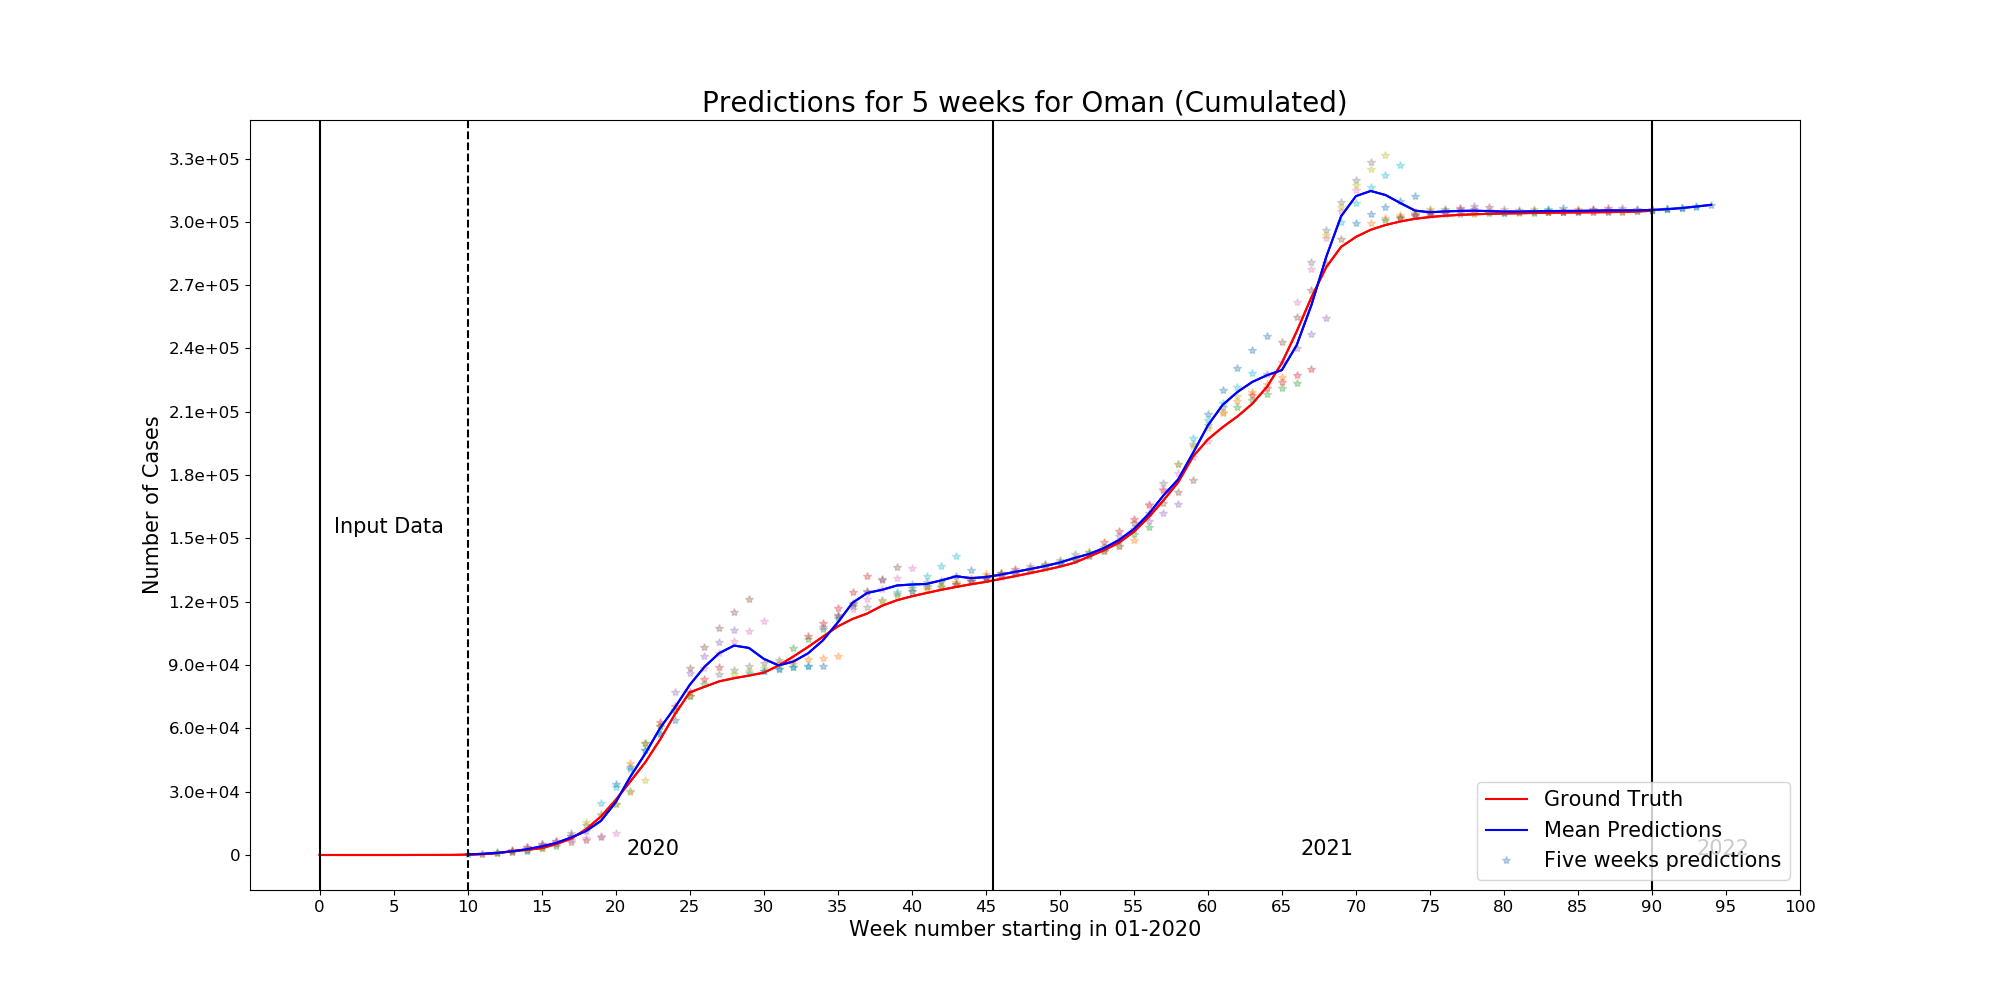 Predictions for 5 weeks for Oman (Cumulated)
Number of Cases
3.3e+05
3.0e+05
2.7e+05
2.4e+05
2.1e+05
1.8e+05
1.5e+05
1.2e+05
9.0e+04
6.0e+04
3.0e+04
0
Input Data
2020
2021
2022
Ground Truth
Mean Predictions
Five weeks predictions
0 5 10 15 20 25 30 35 40 45 50 55 60 65 70 75 80 85 90 95 100
Week number starting in 01-2020